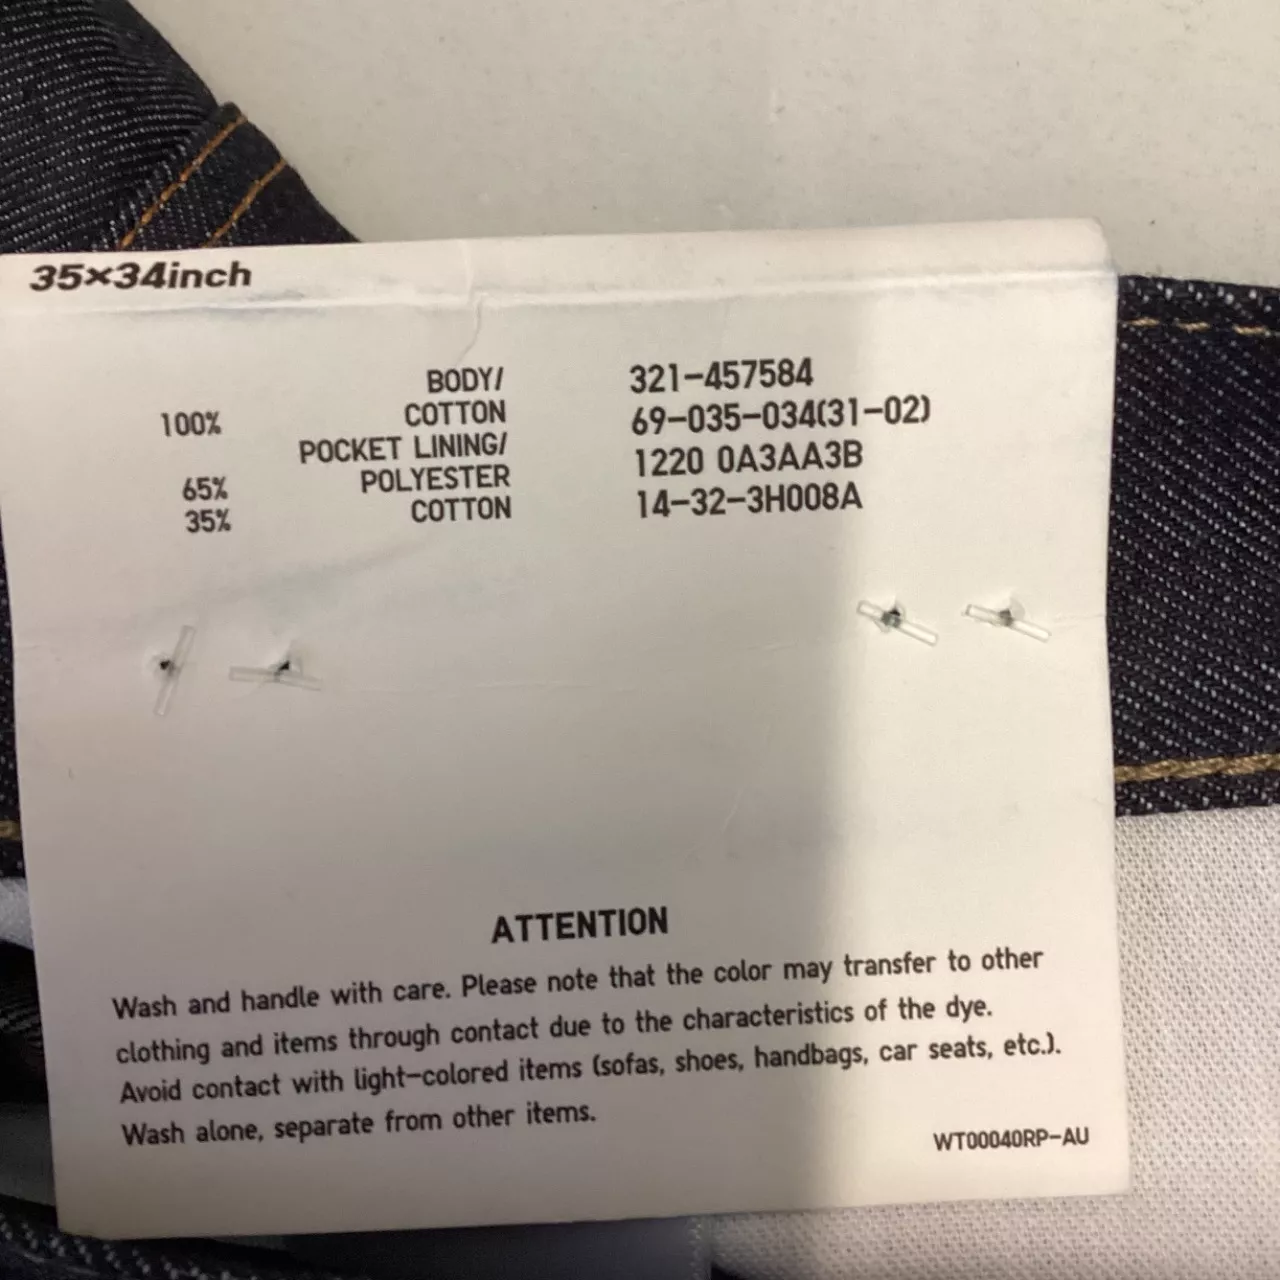 35×34inch
BODY/
100% COTTON
POCKET LINING/
65% POLYESTER
35% COTTON
321-457584
69-035-034(31-02)
1220 0A3AA3B
14-32-3H008A
ATTENTION
Wash and handle with care. Please note that the color may transfer to other
clothing and items through contact due to the characteristics of the dye.
Avoid contact with light-colored items (sofas, shoes, handbags, car seats, etc.).
Wash alone, separate from other items.
WT00040RP-AU